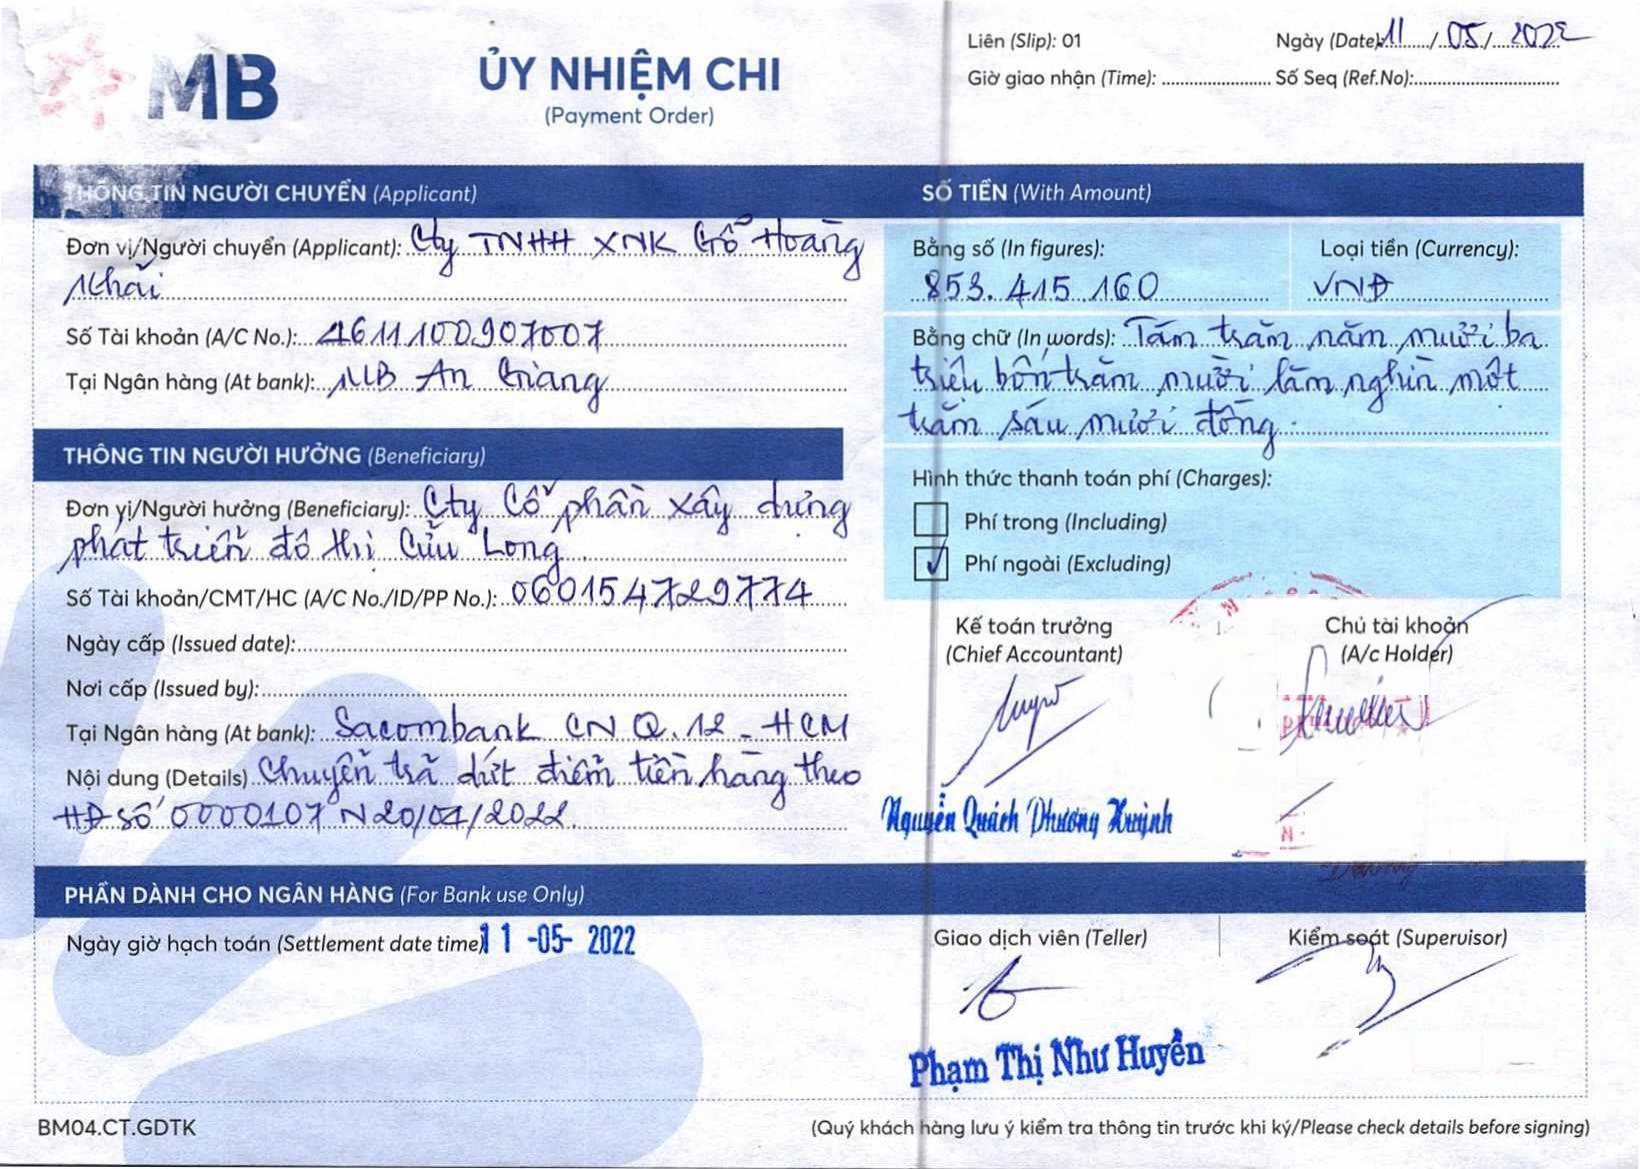 MB
ỦY NHIỆM CHI
(Payment Order)
Liên (Slip): 01
Ngày (Date): 11/05/2022
Giờ giao nhận (Time):
Số Seq (Ref.No):
THÔNG TIN NGƯỜI CHUYỂN (Applicant)
Đơn vị/Người chuyển (Applicant): Cty TNHH XNK Gỗ Hoàng
Khải
Số Tài khoản (A/C No.): 4611100907007
Tại Ngân hàng (At bank): MB An Giang
SỐ TIỀN (With Amount)
Bằng số (In figures):
853.415.160
Loại tiền (Currency):
VNĐ
Bằng chữ (In words): Tám trăm năm mươi ba
triệu bốn trăm mười lăm nghìn một
trăm sáu mươi đồng.
Hình thức thanh toán phí (Charges):
Phí trong (Including)
Phí ngoài (Excluding)
THÔNG TIN NGƯỜI HƯỞNG (Beneficiary)
Đơn vị/Người hưởng (Beneficiary): Cty Cổ phần xây dựng
phát triển đô thị Cửu Long
Số Tài khoản/CMT/HC (A/C No./ID/PP No.): 060154729774
Ngày cấp (Issued date):
Nơi cấp (Issued by):
Tại Ngân hàng (At bank): Sacombank CN Q.12 - HCM
Nội dung (Details) Chuyển trả dứt điểm tiền hàng theo
HĐ số 0000107 N20/04/2022
Kế toán trưởng
(Chief Accountant)
Nguyễn Quách Phương Huỳnh
Chủ tài khoản
(A/c Holder)
PHẦN DÀNH CHO NGÂN HÀNG (For Bank use Only)
Ngày giờ hạch toán (Settlement date time) 11-05-2022
Giao dịch viên (Teller)
Phạm Thị Như Huyền
Kiểm soát (Supervisor)
BM04.CT.GDTK
(Quý khách hàng lưu ý kiểm tra thông tin trước khi ký/Please check details before signing)